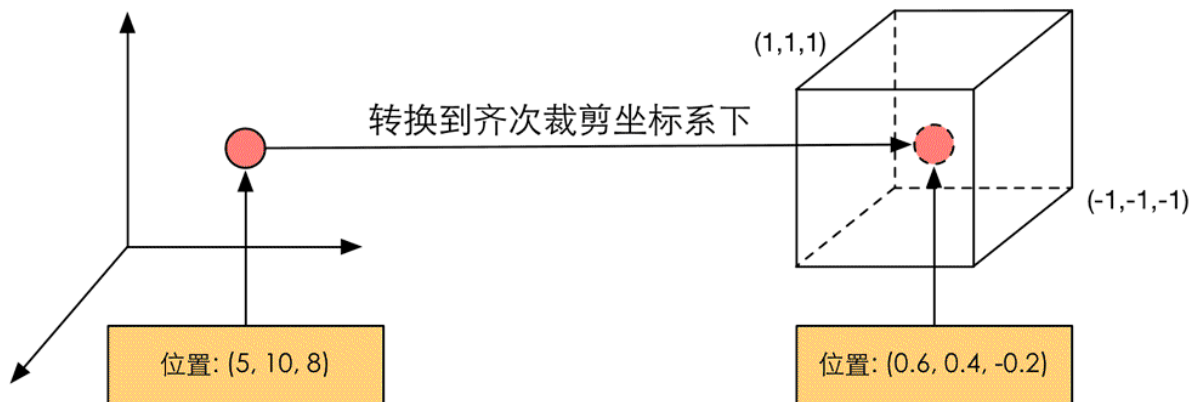 (1,1,1)
转换到齐次裁剪坐标系下
(-1,-1,-1)
位置: (5, 10, 8)
位置: (0.6, 0.4, -0.2)